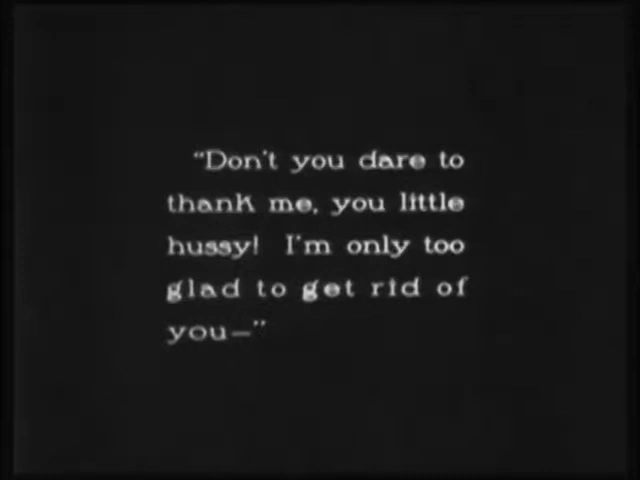 “Don't you dare to
thank me, you little
hussy! I'm only too
glad to get rid of
you—”